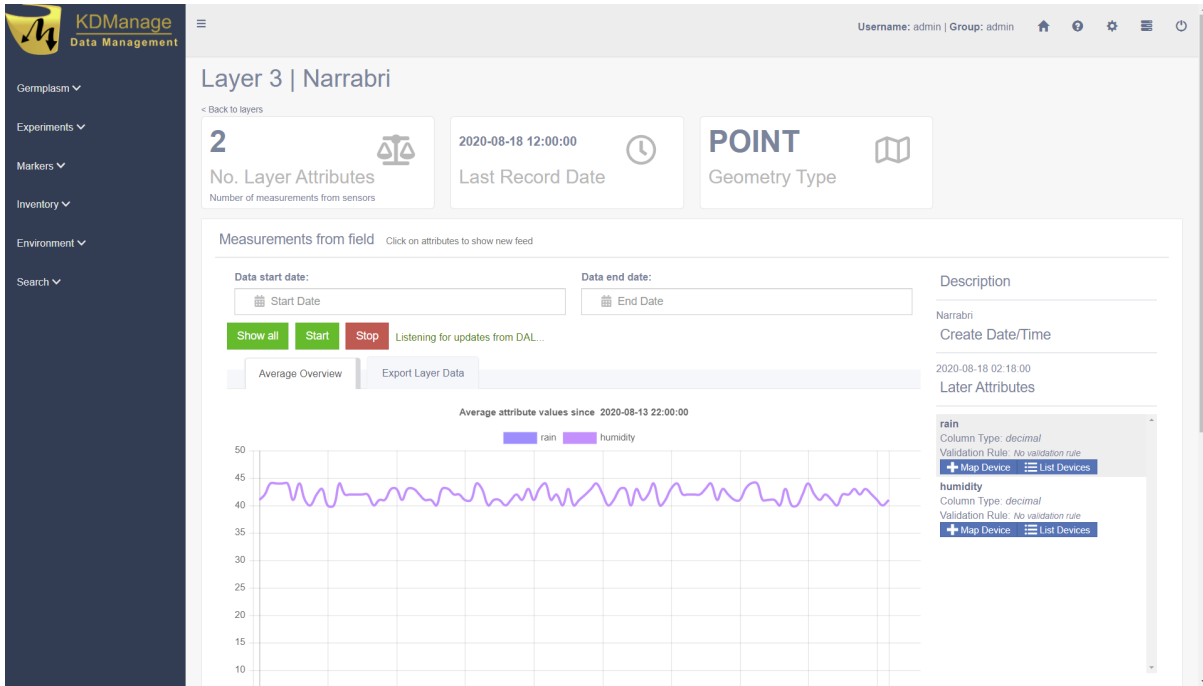 KDManage
Data Management
Username: admin | Group: admin
Germplasm
Experiments
Markers
Inventory
Environment
Search
Layer 3 | Narrabri
< Back to layers
2
No. Layer Attributes
Number of measurements from sensors
2020-08-18 12:00:00
Last Record Date
POINT
Geometry Type
Measurements from field Click on attributes to show new feed
Data start date:
Start Date
Data end date:
End Date
Show all Start Stop Listening for updates from DAL...
Average Overview Export Layer Data
Average attribute values since 2020-08-13 22:00:00
rain humidity
50
45
40
35
30
25
20
15
10
Description
Narrabri
Create Date/Time
2020-08-18 02:18:00
Later Attributes
rain
Column Type: decimal
Validation Rule: No validation rule
Map Device List Devices
humidity
Column Type: decimal
Validation Rule: No validation rule
Map Device List Devices